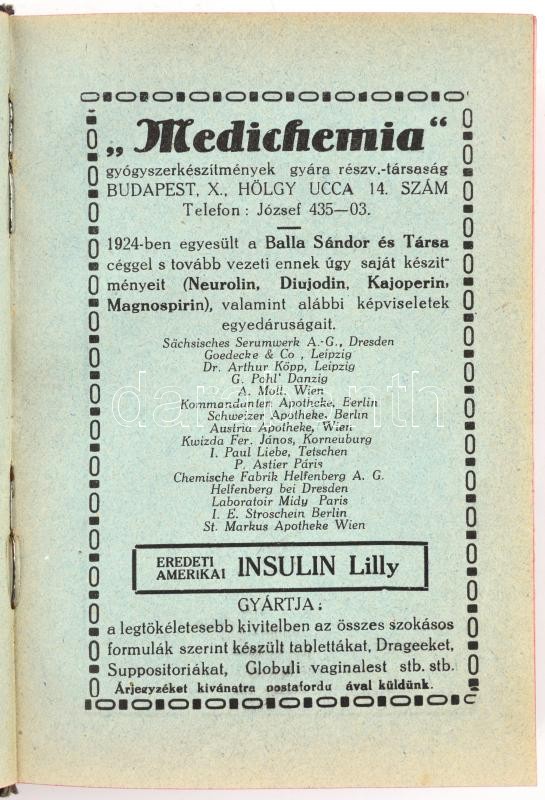 „Medichemia"
gyógyszerkészítmények gyára részv.-társaság
BUDAPEST, X., HÖLGY UCCA 14. SZÁM
Telefon : József 435—03.
1924-ben egyesült a Balla Sándor és Társa
céggel s tovább vezeti ennek úgy saját készit-
ményeit (Neurolin, Diujodin, Kajoperin,
Magnospirin), valamint alábbi képviseletek
egyedáruságait.
Sächsisches Serumwerk A.-G., Dresden
Goedecke & Co , Leipzig
Dr. Arthur Köpp, Leipzig
G. Pohl' Danzig
A. Moll. Wien
Kommandanten Apotheke, Berlin
Schweizer Apotheke, Berlin
Austria Apotheke, Wien
Kwizda Fer. János, Korneuburg
I. Paul Liebe, Tetschen
P. Astier Páris
Chemische Fabrik Helfenberg A. G.
Helfenberg bei Dresden
Laboratoir Midy Paris
I. E. Stroschein Berlin
St. Markus Apotheke Wien
EREDETI AMERIKAI INSULIN Lilly
GYÁRTJA :
a legtökéletesebb kivitelben az összes szokásos
formulák szerint készült tablettákat, Drageeket,
Suppositoriákat, Globuli vaginalest stb. stb.
Árjegyzéket kivánatra postafordu ával küldünk.